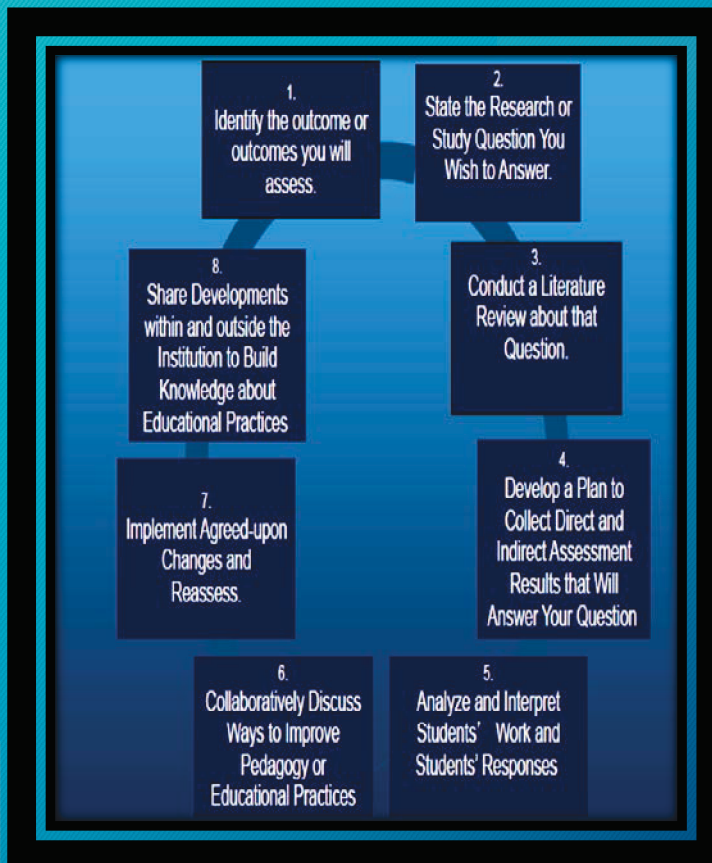 1.
Identify the outcome or
outcomes you will
assess.
2.
State the Research or
Study Question You
Wish to Answer.
3.
Conduct a Literature
Review about that
Question.
4.
Develop a Plan to
Collect Direct and
Indirect Assessment
Results that Will
Answer Your Question
5.
Analyze and Interpret
Students’ Work and
Students' Responses
6.
Collaboratively Discuss
Ways to Improve
Pedagogy or
Educational Practices
7.
Implement Agreed-upon
Changes and
Reassess.
8.
Share Developments
within and outside the
Institution to Build
Knowledge about
Educational Practices